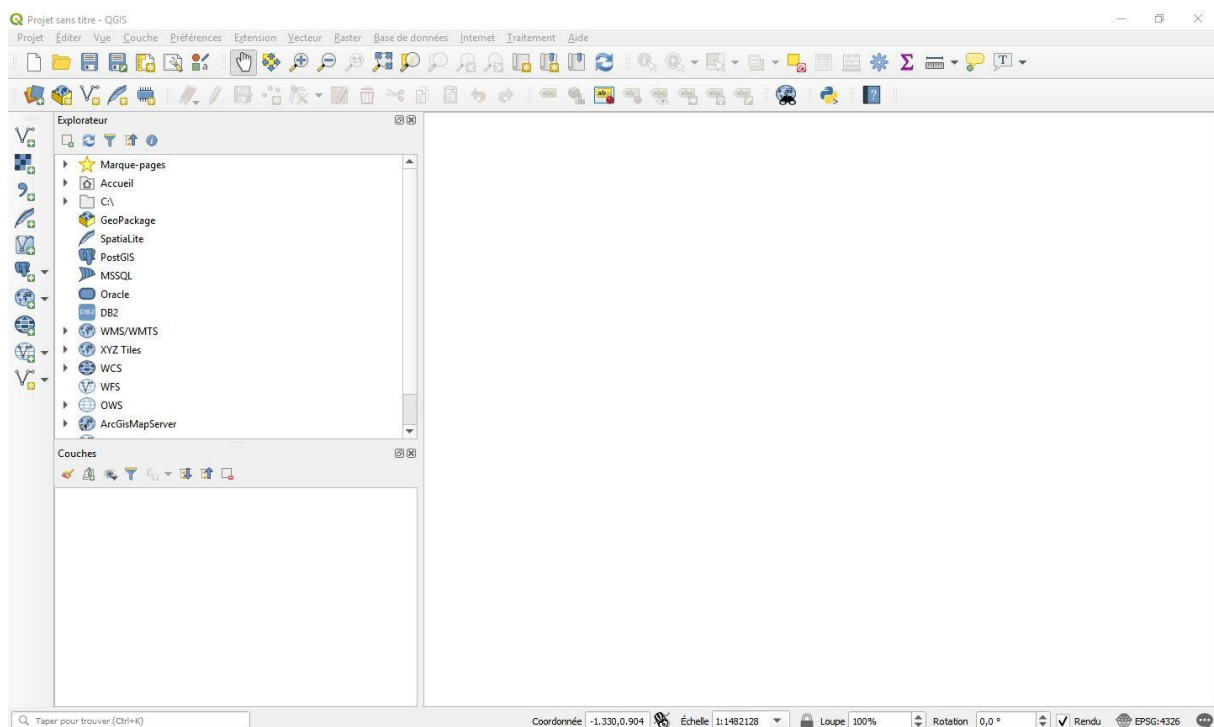 Projet sans titre - QGIS
Projet Éditer Vue Couche Préférences Extension Vecteur Raster Base de données Internet Traitement Aide
Explorateur
Marque-pages
Accueil
C:\
GeoPackage
SpatiaLite
PostGIS
MSSQL
Oracle
DB2 DB2
WMS/WMTS
XYZ Tiles
WCS
WFS
OWS
ArcGisMapServer
Couches
Taper pour trouver (Ctrl+K) Coordonnée -1.330,0.904 Échelle 1:1482128 Loupe 100% Rotation 0,0 ° Rendu EPSG:4326